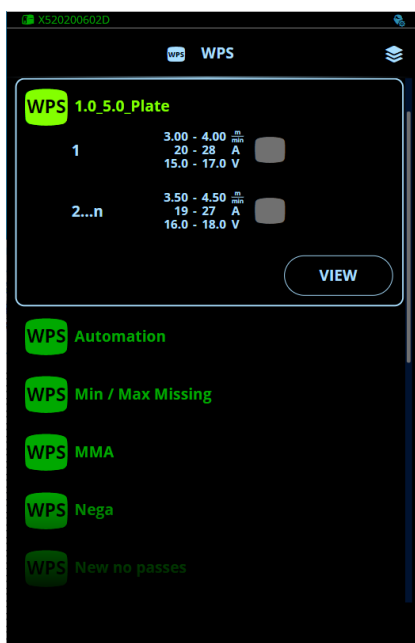 X520200602D
WPS WPS
WPS 1.0_5.0_Plate
1
3.00 - 4.00 m/min
20 - 28 A
15.0 - 17.0 V
2...n
3.50 - 4.50 m/min
19 - 27 A
16.0 - 18.0 V
VIEW
WPS Automation
WPS Min / Max Missing
WPS MMA
WPS Nega
WPS New no passes